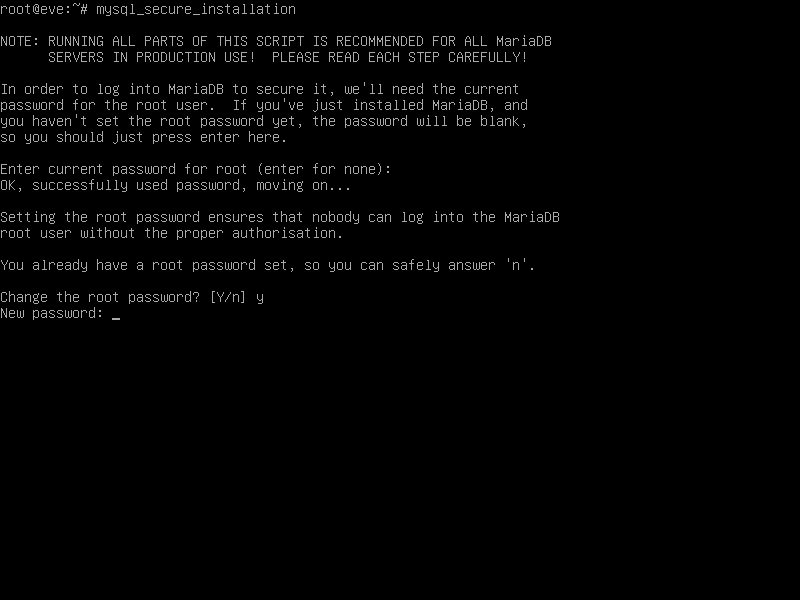 root@eve:~# mysql_secure_installation

NOTE: RUNNING ALL PARTS OF THIS SCRIPT IS RECOMMENDED FOR ALL MariaDB
      SERVERS IN PRODUCTION USE!  PLEASE READ EACH STEP CAREFULLY!

In order to log into MariaDB to secure it, we'll need the current
password for the root user.  If you've just installed MariaDB, and
you haven't set the root password yet, the password will be blank,
so you should just press enter here.

Enter current password for root (enter for none):
OK, successfully used password, moving on...

Setting the root password ensures that nobody can log into the MariaDB
root user without the proper authorisation.

You already have a root password set, so you can safely answer 'n'.

Change the root password? [Y/n] y
New password: _